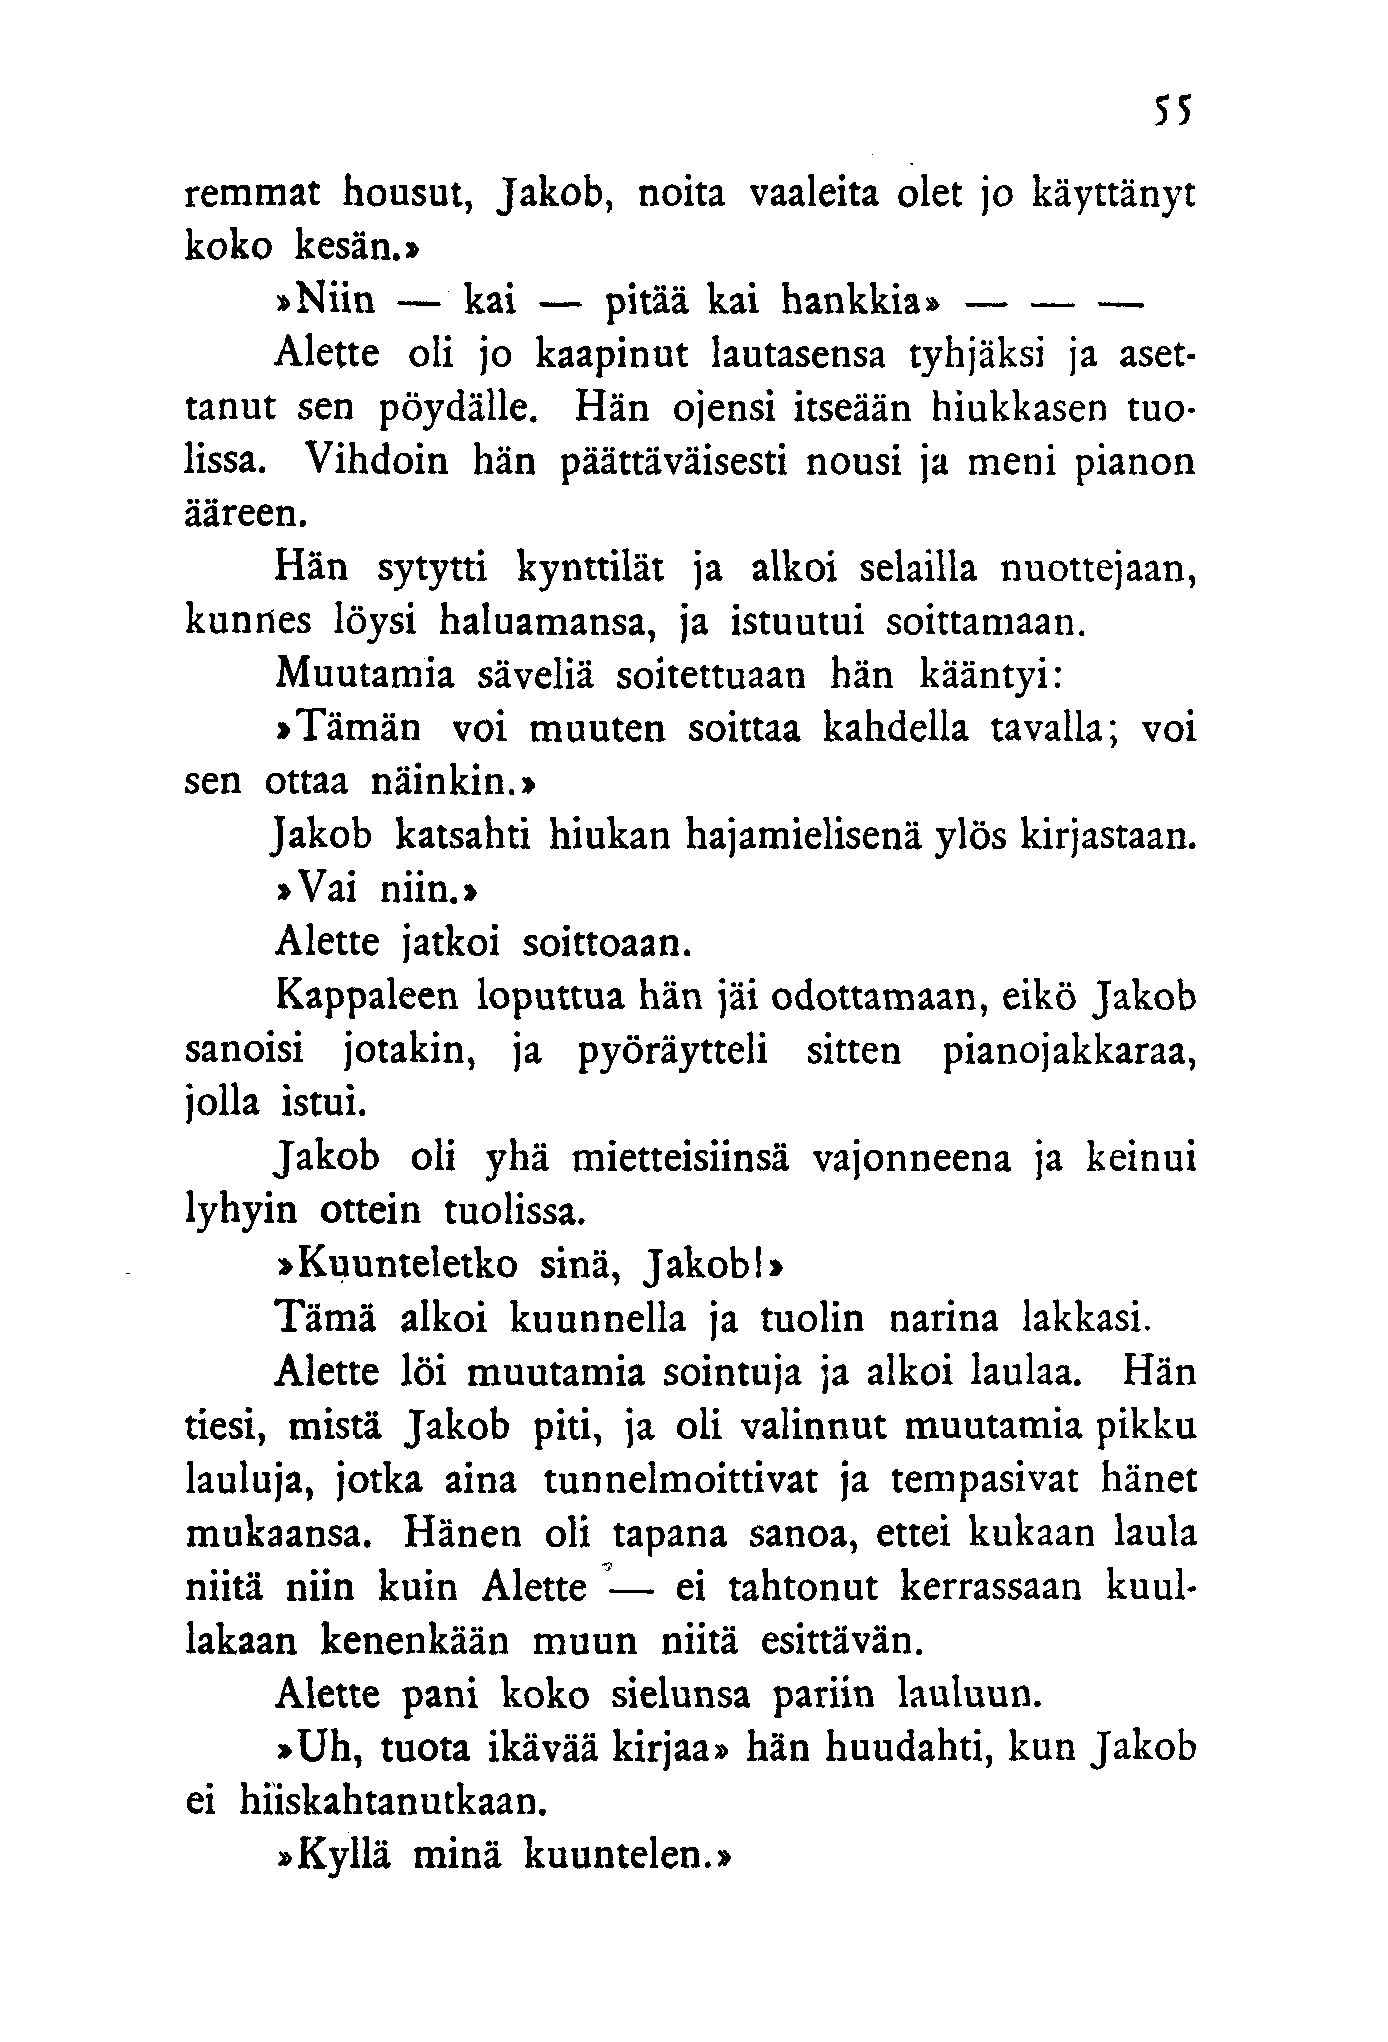 55
remmat housut, Jakob, noita vaaleita olet jo käyttänyt
koko kesän.»
»Niin — kai — pitää kai hankkia» — — —
Alette oli jo kaapinut lautasensa tyhjäksi ja aset-
tanut sen pöydälle. Hän ojensi itseään hiukkasen tuo-
lissa. Vihdoin hän päättäväisesti nousi ja meni pianon
ääreen.
Hän sytytti kynttilät ja alkoi selailla nuottejaan,
kunnes löysi haluamansa, ja istuutui soittamaan.
Muutamia säveliä soitettuaan hän kääntyi:
»Tämän voi muuten soittaa kahdella tavalla; voi
sen ottaa näinkin.»
Jakob katsahti hiukan hajamielisenä ylös kirjastaan.
»Vai niin.»
Alette jatkoi soittoaan.
Kappaleen loputtua hän jäi odottamaan, eikö Jakob
sanoisi jotakin, ja pyöräytteli sitten pianojakkaraa,
jolla istui.
Jakob oli yhä mietteisiinsä vajonneena ja keinui
lyhyin ottein tuolissa.
»Kuunteletko sinä, Jakob!»
Tämä alkoi kuunnella ja tuolin narina lakkasi.
Alette löi muutamia sointuja ja alkoi laulaa. Hän
tiesi, mistä Jakob piti, ja oli valinnut muutamia pikku
lauluja, jotka aina tunnelmoittivat ja tempasivat hänet
mukaansa. Hänen oli tapana sanoa, ettei kukaan laula
niitä niin kuin Alette — ei tahtonut kerrassaan kuul-
lakaan kenenkään muun niitä esittävän.
Alette pani koko sielunsa pariin lauluun.
»Uh, tuota ikävää kirjaa» hän huudahti, kun Jakob
ei hiiskahtanutkaan.
»Kyllä minä kuuntelen.»